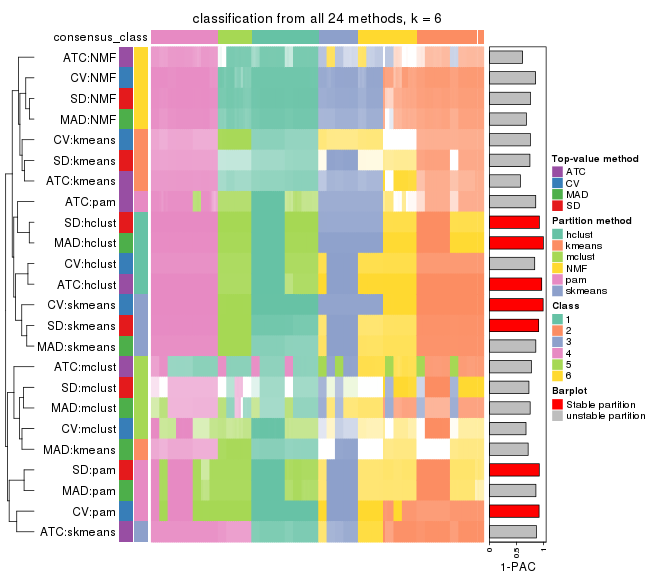 classification from all 24 methods, k = 6
consensus_class
ATC:NMF
CV:NMF
SD:NMF
MAD:NMF
CV:kmeans
SD:kmeans
ATC:kmeans
ATC:pam
SD:hclust
MAD:hclust
CV:hclust
ATC:hclust
CV:skmeans
SD:skmeans
MAD:skmeans
ATC:mclust
SD:mclust
MAD:mclust
CV:mclust
MAD:kmeans
SD:pam
MAD:pam
CV:pam
ATC:skmeans
0
0.5
1
1-PAC
Top-value method
ATC
CV
MAD
SD
Partition method
hclust
kmeans
mclust
NMF
pam
skmeans
Class
1
2
3
4
5
6
Barplot
Stable partition
unstable partition